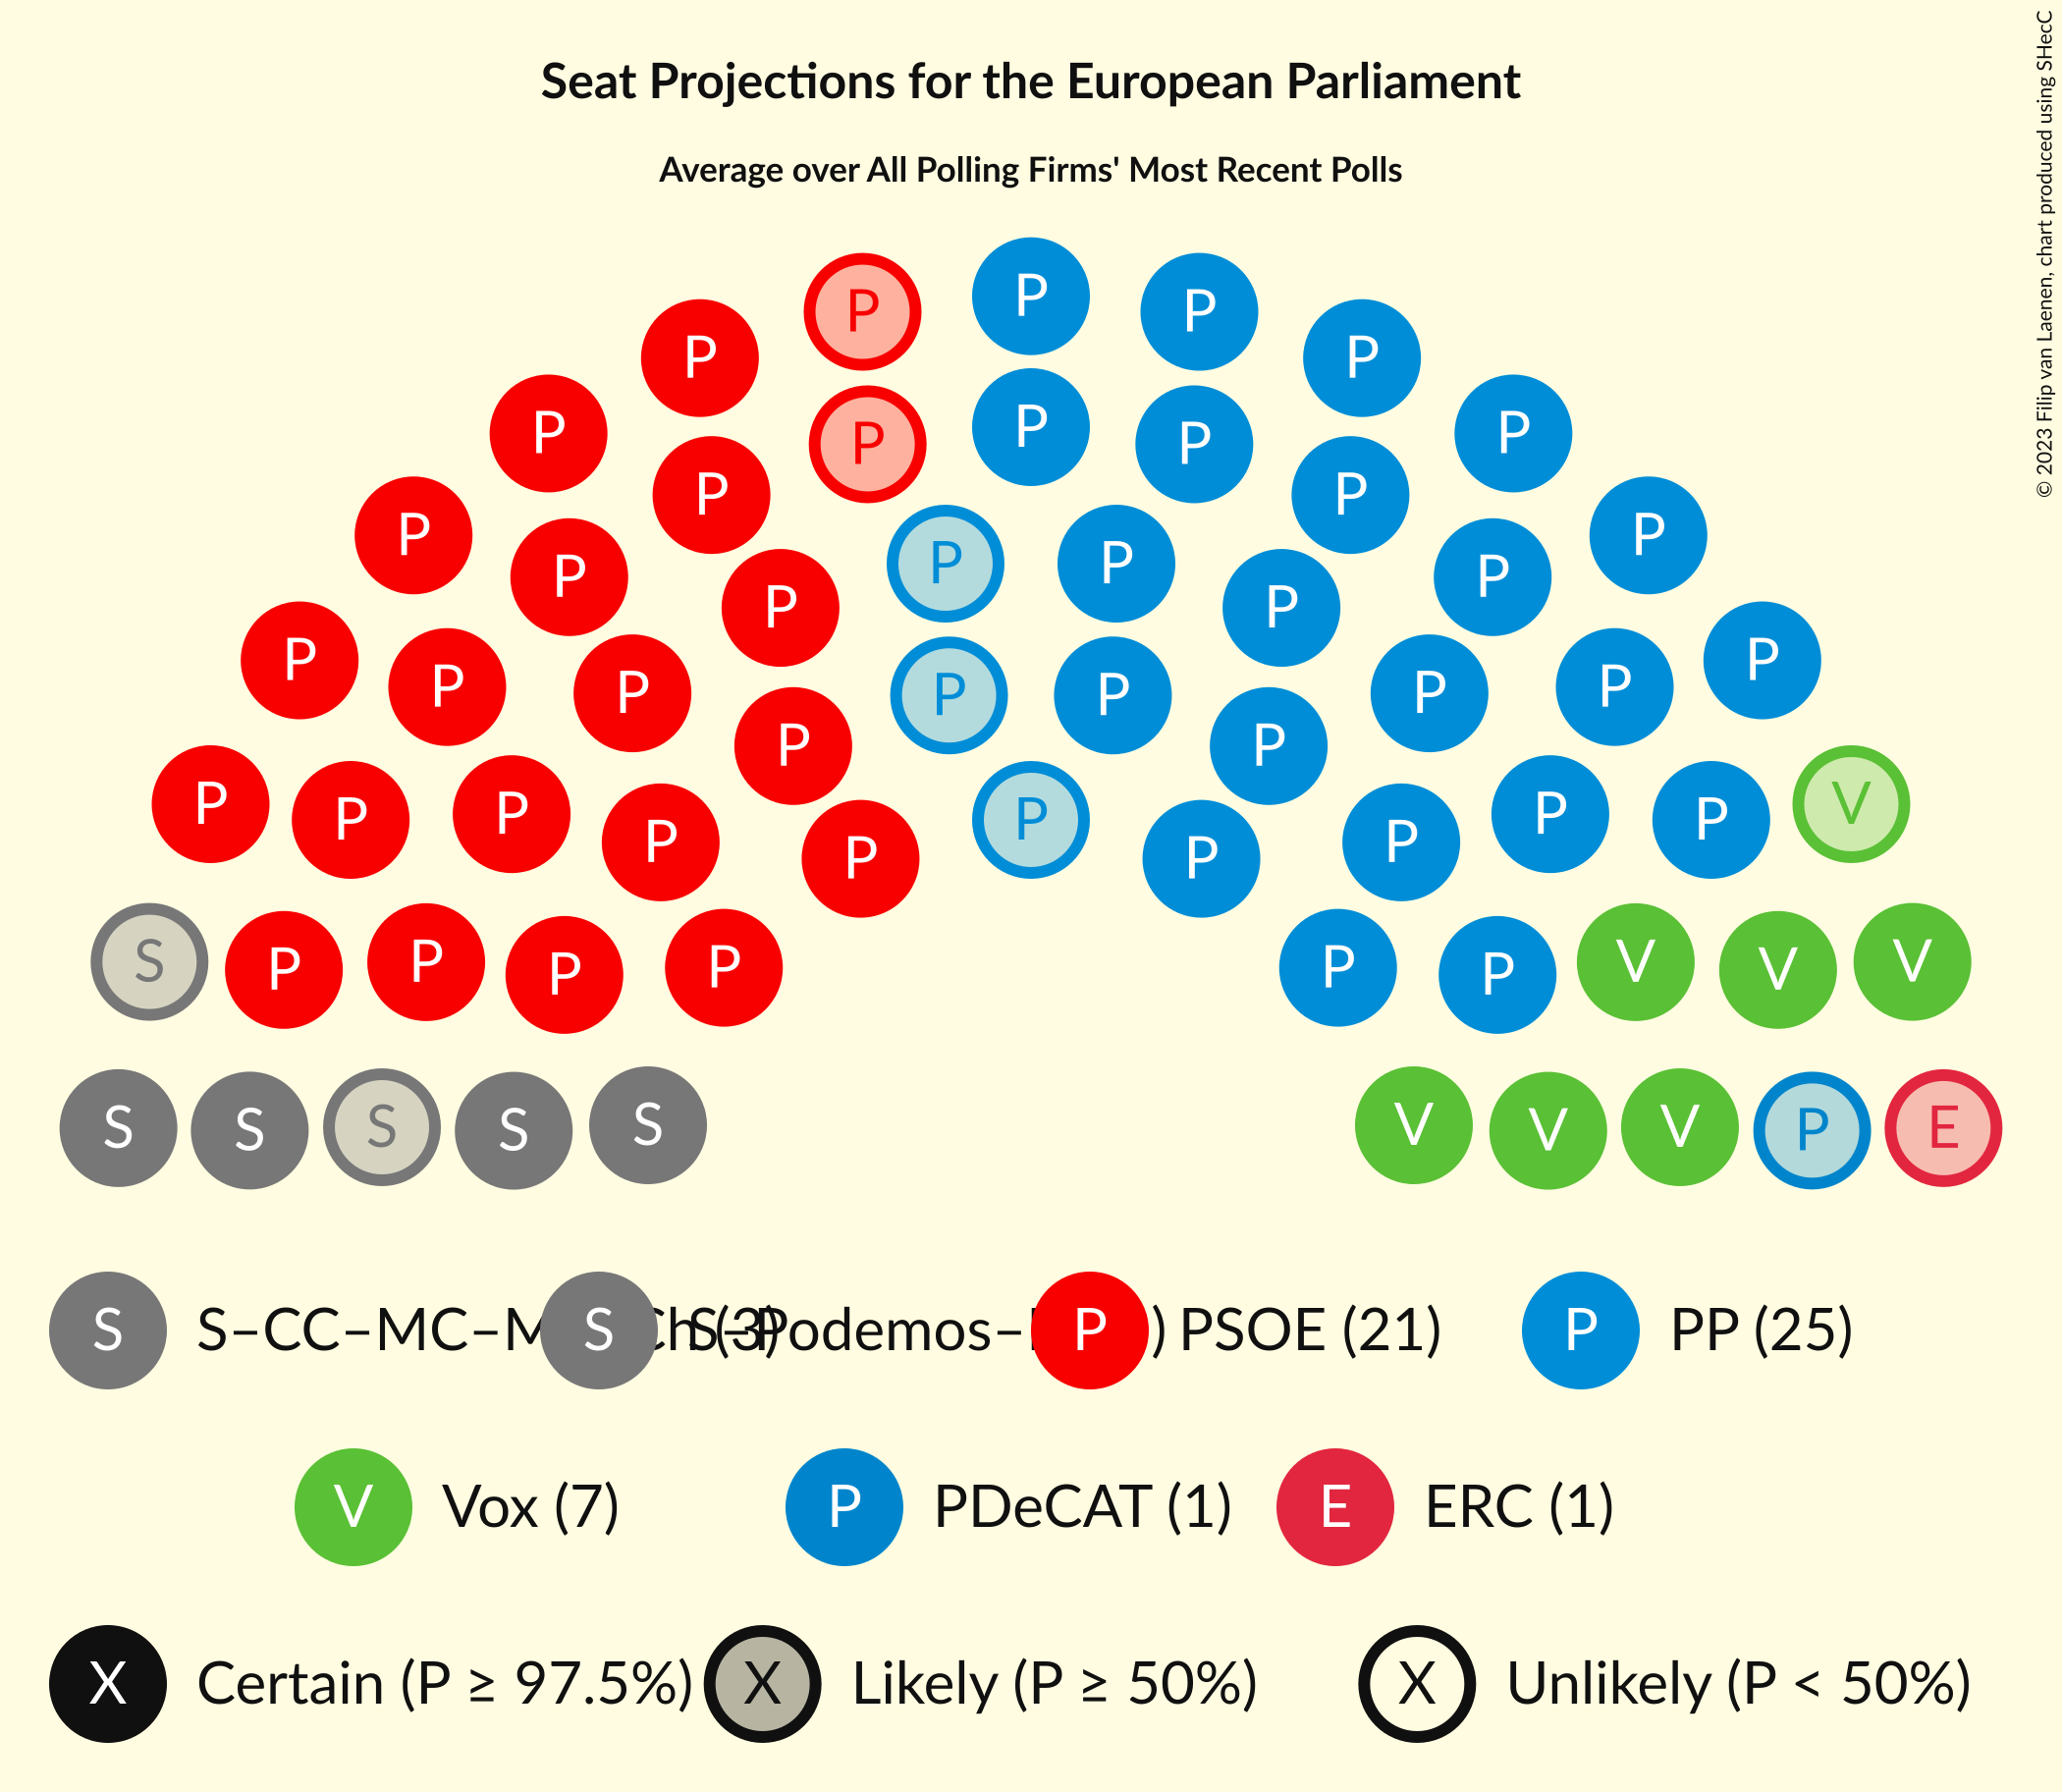 Seat Projections for the European Parliament
Average over All Polling Firms' Most Recent Polls
© 2023 Filip van Laenen, chart produced using SHecC
P
P P
P P
P
P P
P P
P P
P P
P P
P P
P P
P P
P P
P P P P
P P
P V
P P P P P
P P
P P
S P P P P P P V V V
S S S S S V V V P E
S S–CC–MC–M S S–Podemos– P PSOE (21) P PP (25)
V Vox (7) P PDeCAT (1) E ERC (1)
X Certain (P ≥ 97.5%) X Likely (P ≥ 50%) X Unlikely (P < 50%)